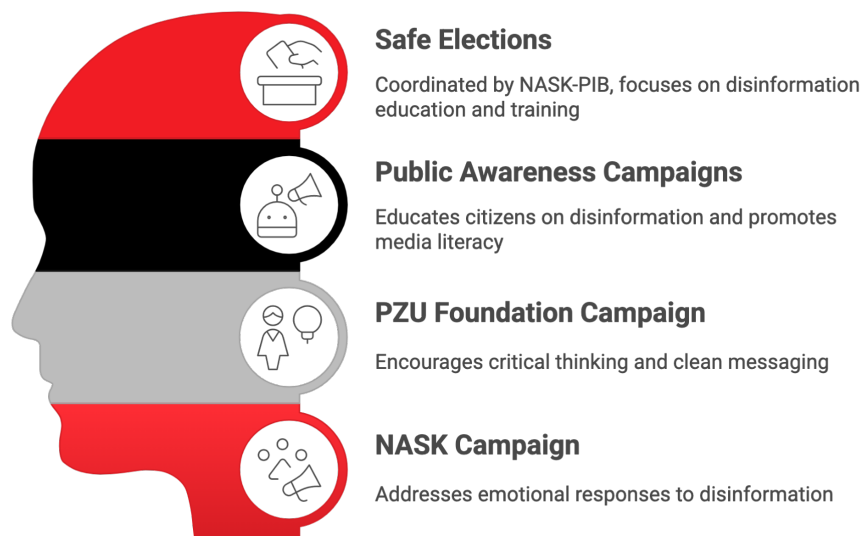 Safe Elections
Coordinated by NASK-PIB, focuses on disinformation
education and training
Public Awareness Campaigns
Educates citizens on disinformation and promotes
media literacy
PZU Foundation Campaign
Encourages critical thinking and clean messaging
NASK Campaign
Addresses emotional responses to disinformation